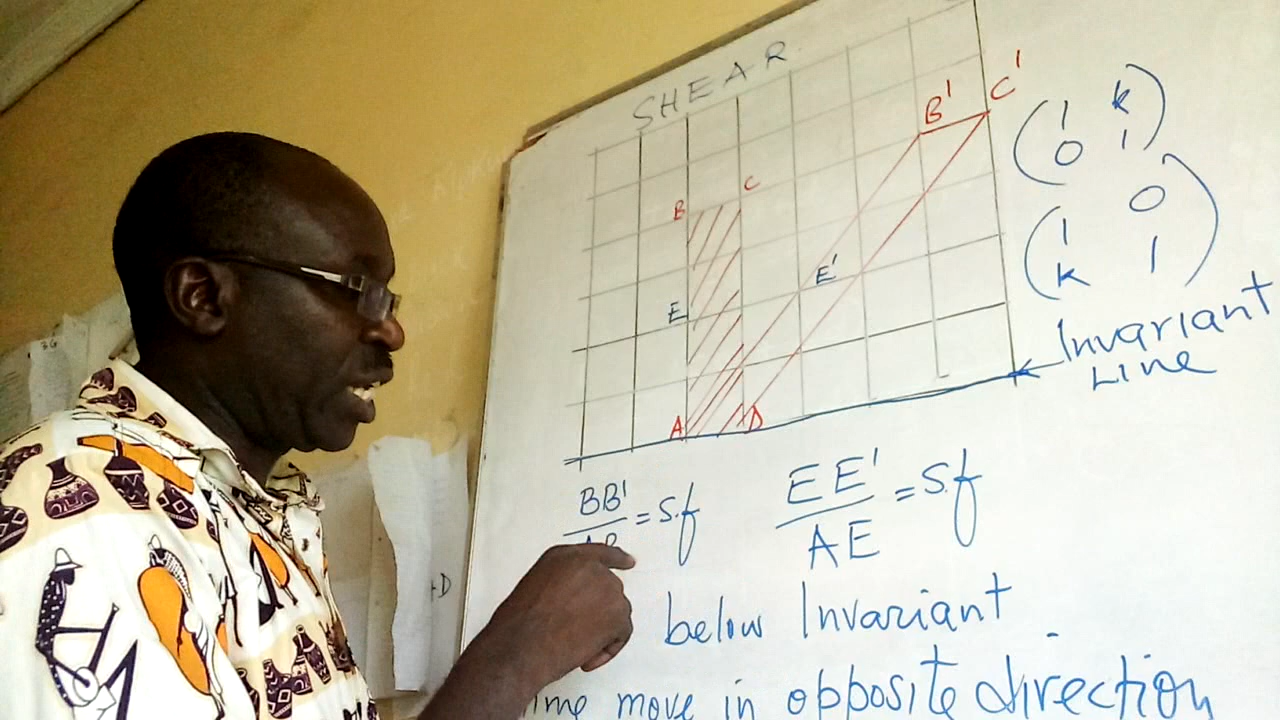 SHEAR
B' C'
B C
E E'
A D
1 k
0 1
1 0
k 1
Invariant
Line
BB' = s.f
EE' = s.f
AE
below Invariant
move in opposite direction